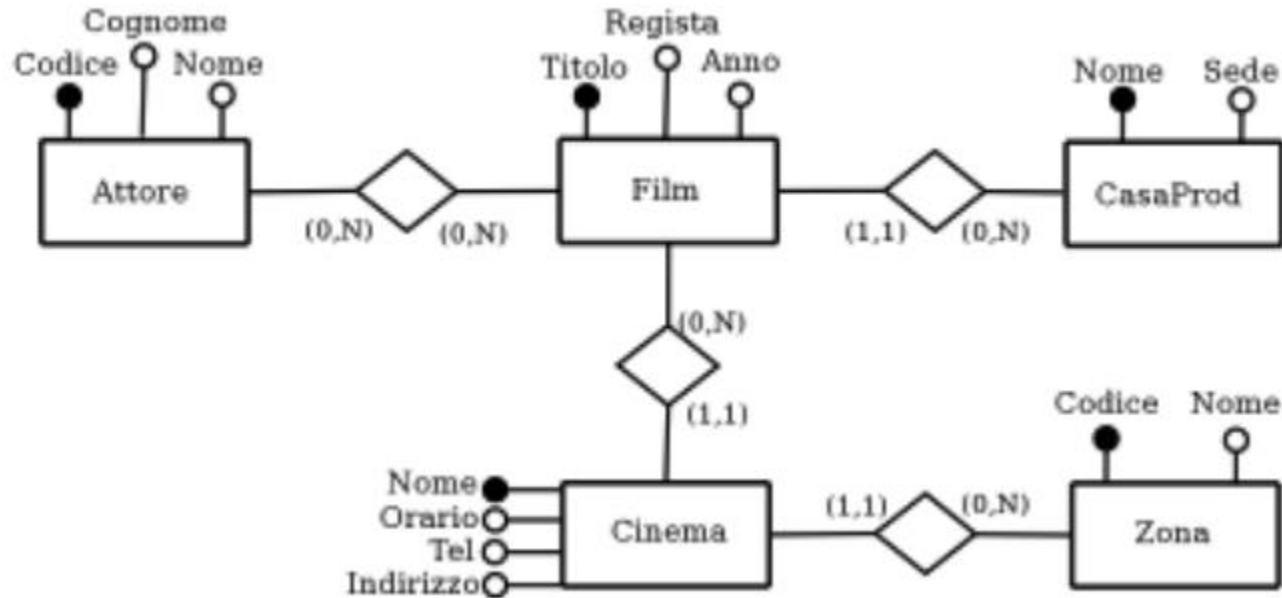 Cognome
Codice
Nome
Attore
(0,N)
(0,N)
Regista
Titolo
Anno
Film
(1,1)
(0,N)
Nome
Sede
CasaProd
(0,N)
(1,1)
Nome
Orario
Tel
Indirizzo
Cinema
(1,1)
(0,N)
Codice
Nome
Zona